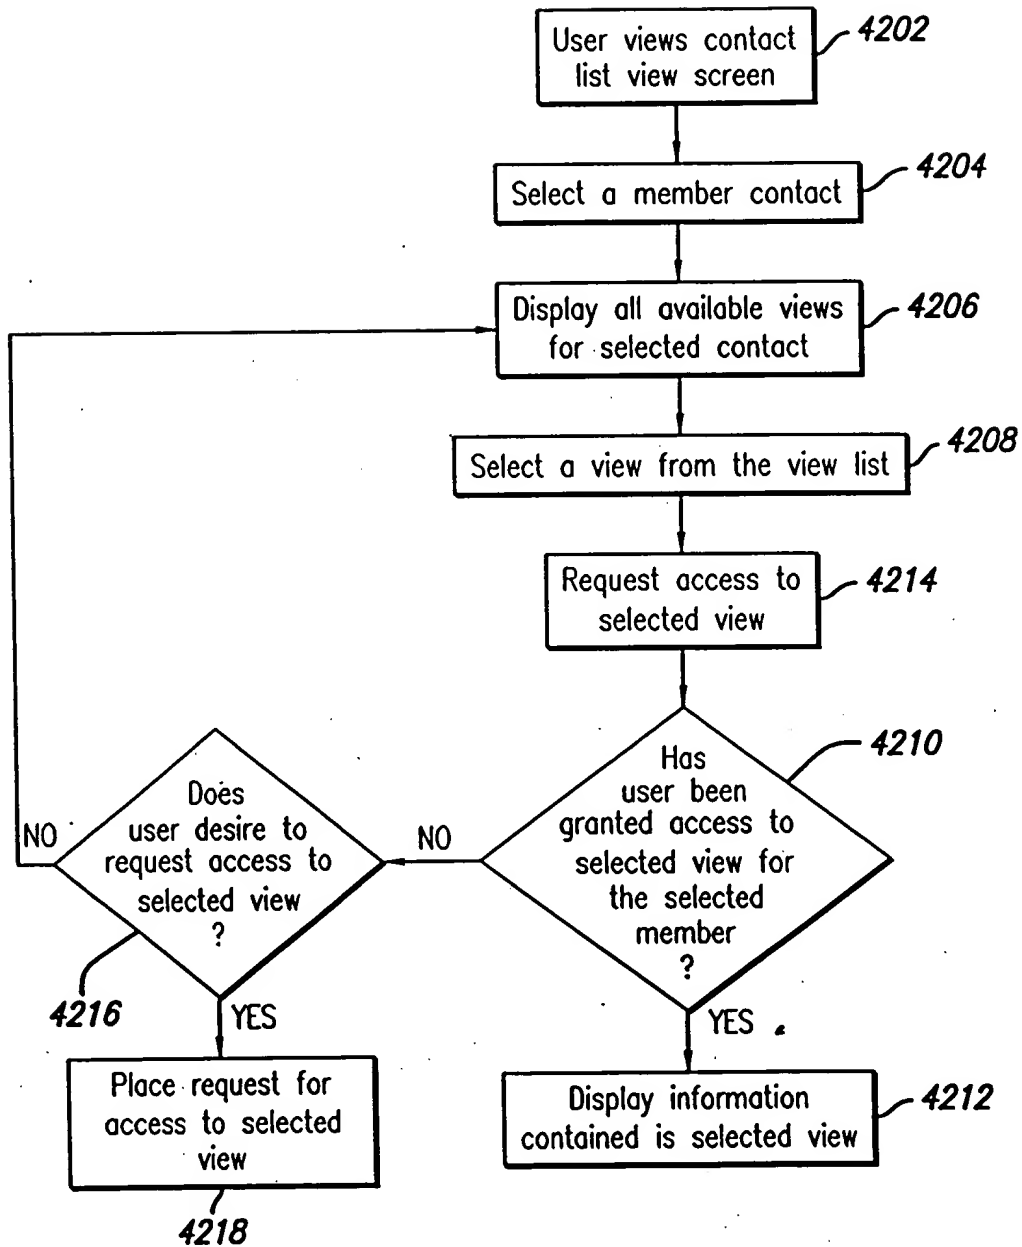 User views contact
list view screen
4202
Select a member contact
4204
Display all available views
for selected contact
4206
Select a view from the view list
4208
Request access to
selected view
4214
Has
user been
granted access to
selected view for
the selected
member
?
4210
NO
YES
Does
user desire to
request access to
selected view
?
4216
NO
YES
Place request for
access to selected
view
4218
Display information
contained is selected view
4212